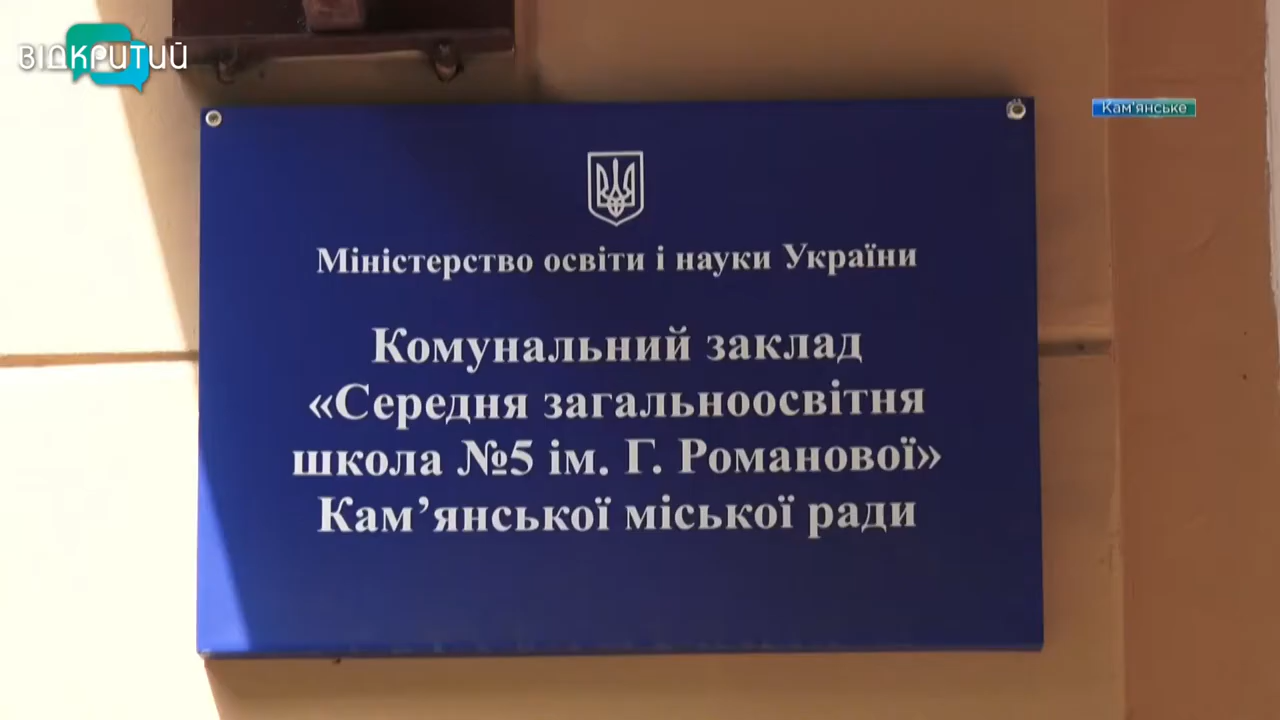 ВІДКРИТИЙ
Кам'янське
Міністерство освіти і науки України
Комунальний заклад
«Середня загальноосвітня
школа №5 ім. Г. Романової»
Кам’янської міської ради